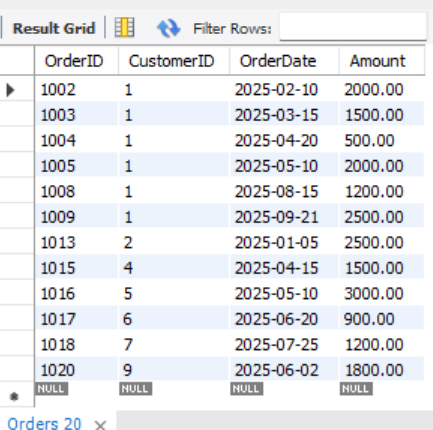 Result Grid Filter Rows:
OrderID CustomerID OrderDate Amount
1002 1 2025-02-10 2000.00
1003 1 2025-03-15 1500.00
1004 1 2025-04-20 500.00
1005 1 2025-05-10 2000.00
1008 1 2025-08-15 1200.00
1009 1 2025-09-21 2500.00
1013 2 2025-01-05 2500.00
1015 4 2025-04-15 1500.00
1016 5 2025-05-10 3000.00
1017 6 2025-06-20 900.00
1018 7 2025-07-25 1200.00
1020 9 2025-06-02 1800.00
NULL NULL NULL NULL
Orders 20